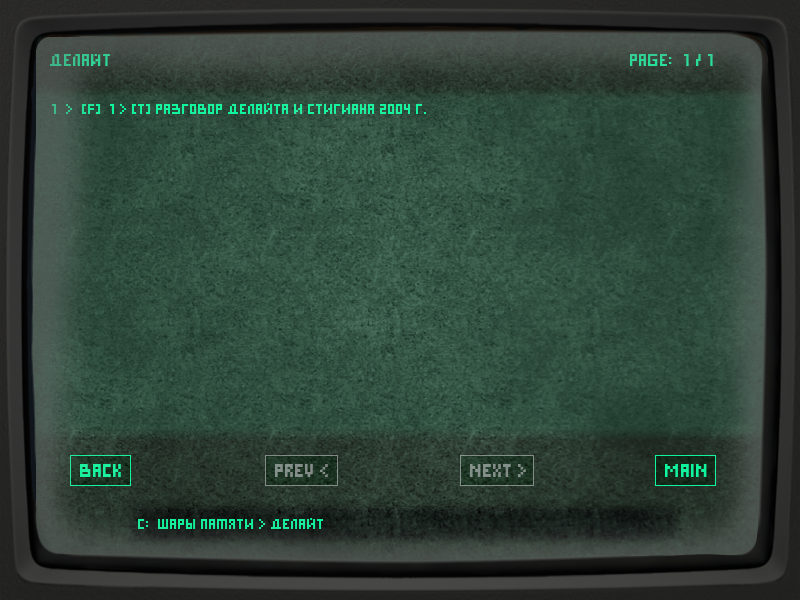 ДЕЛАЙТ
PAGE: 1 / 1
1 > [F] 1 > [T] РАЗГОВОР ДЕЛАЙТА И СТИГИАНА 2004 Г.
BACK
PREV <
NEXT >
MAIN
C: ШАРЫ ПАМЯТИ > ДЕЛАЙТ